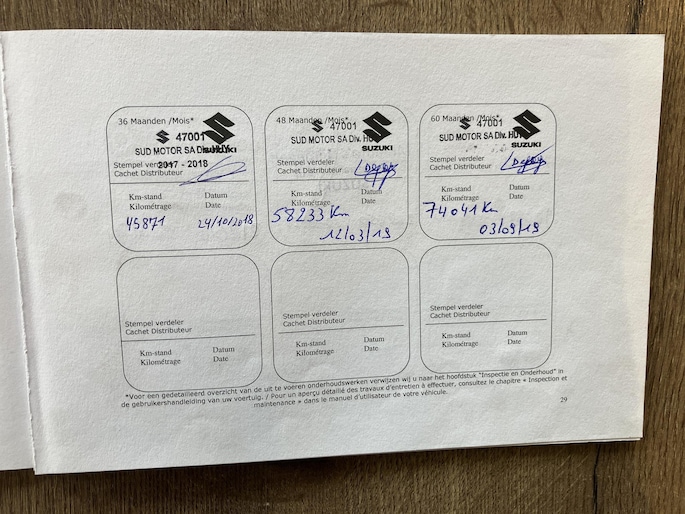 36 Maanden /Mois*
47001
SUZUKI
SUD MOTOR SA Div. HUY
2017 - 2018
Stempel verdeler
Cachet Distributeur
Km-stand Datum
Kilométrage Date
45871 24/10/2018
48 Maanden /Mois*
47001
SUD MOTOR SA Div. HUY
SUZUKI
Stempel verdeler
Cachet Distributeur
Km-stand Datum
Kilométrage Date
58233 Km
12/03/19
60 Maanden /Mois*
47001
SUD MOTOR SA Div. HUY
SUZUKI
Stempel verdeler
Cachet Distributeur
Km-stand Datum
Kilométrage Date
74041 Km
03/09/19
Stempel verdeler
Cachet Distributeur
Km-stand Datum
Kilométrage Date
Stempel verdeler
Cachet Distributeur
Km-stand Datum
Kilométrage Date
Stempel verdeler
Cachet Distributeur
Km-stand Datum
Kilométrage Date
*Voor een gedetailleerd overzicht van de uit te voeren onderhoudswerken verwijzen wij u naar het hoofdstuk "Inspectie en Onderhoud" in
de gebruikershandleiding van uw voertuig. / Pour un aperçu détaillé des travaux d'entretien à effectuer, consultez le chapitre « Inspection et
maintenance » dans le manuel d'utilisateur de votre véhicule.
29